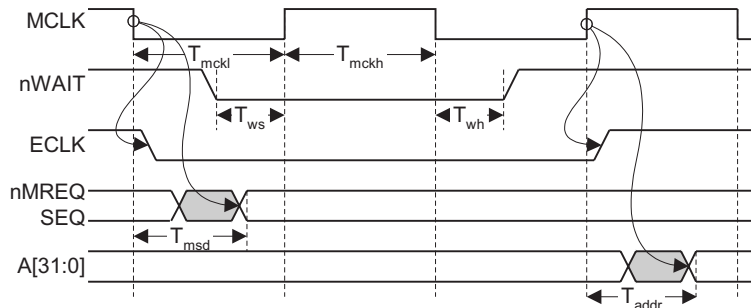 MCLK
T_mckl T_mckh
nWAIT
T_ws T_wh
ECLK
nMREQ
SEQ
T_msd
A[31:0]
T_addr